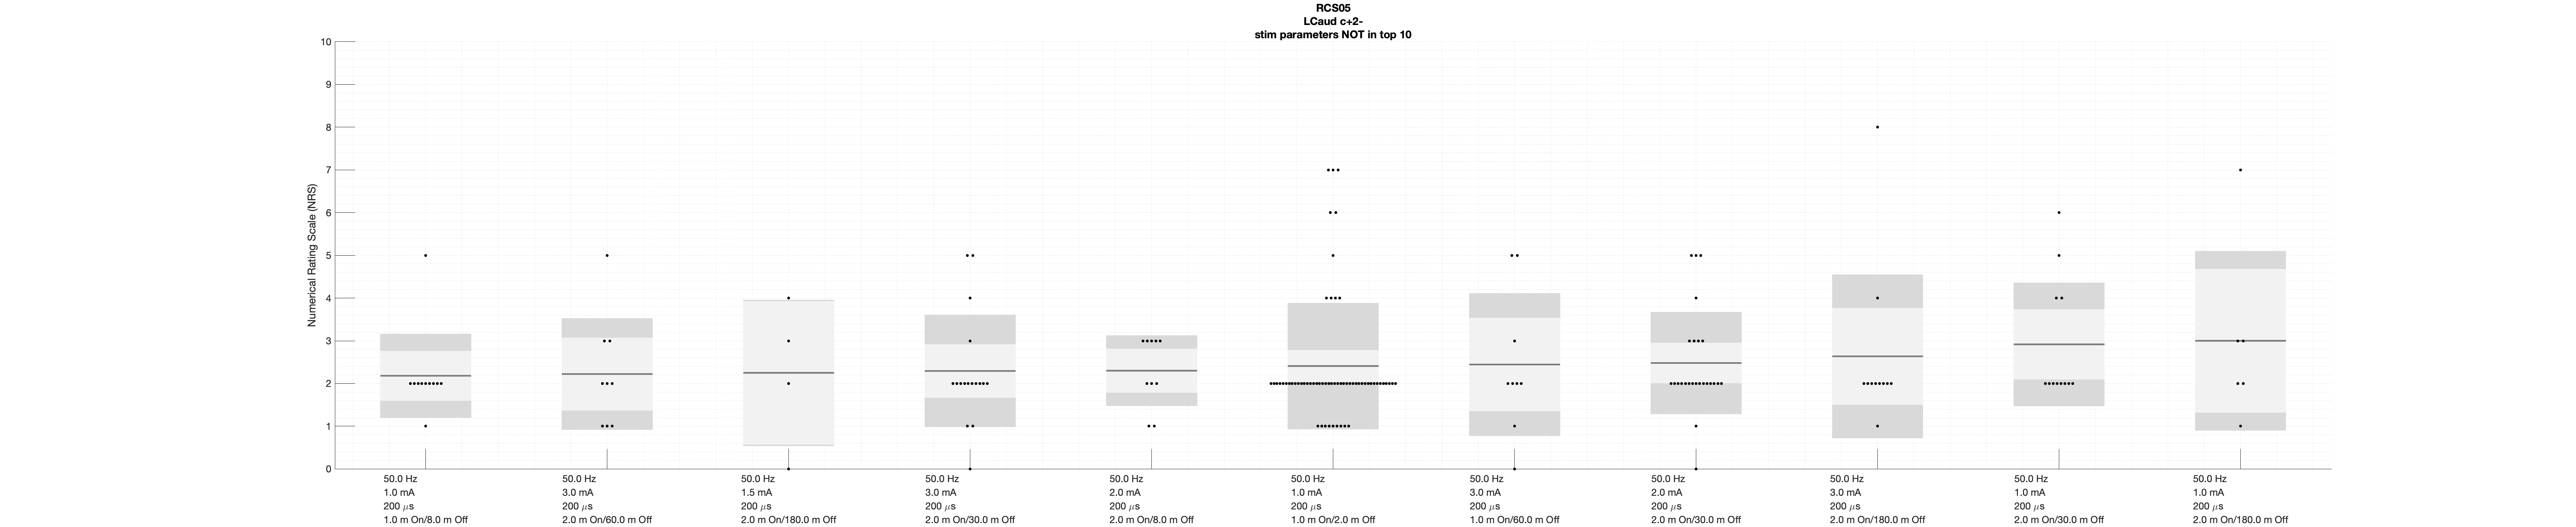 RCS05
LCaud c+2-
stim parameters NOT in top 10
10
9
8
7
6
5
4
3
2
1
0
Numerical Rating Scale (NRS)
50.0 Hz
1.0 mA
200 μs
1.0 m On/8.0 m Off
50.0 Hz
3.0 mA
200 μs
2.0 m On/60.0 m Off
50.0 Hz
1.5 mA
200 μs
2.0 m On/180.0 m Off
50.0 Hz
3.0 mA
200 μs
2.0 m On/30.0 m Off
50.0 Hz
2.0 mA
200 μs
2.0 m On/8.0 m Off
50.0 Hz
1.0 mA
200 μs
1.0 m On/2.0 m Off
50.0 Hz
3.0 mA
200 μs
1.0 m On/60.0 m Off
50.0 Hz
2.0 mA
200 μs
2.0 m On/30.0 m Off
50.0 Hz
3.0 mA
200 μs
2.0 m On/180.0 m Off
50.0 Hz
1.0 mA
200 μs
2.0 m On/30.0 m Off
50.0 Hz
1.0 mA
200 μs
2.0 m On/180.0 m Off